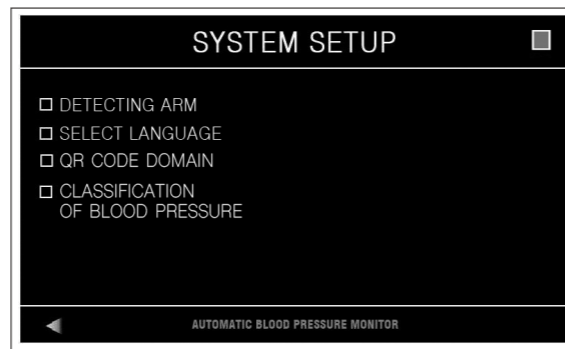 SYSTEM SETUP
DETECTING ARM
SELECT LANGUAGE
QR CODE DOMAIN
CLASSIFICATION
OF BLOOD PRESSURE
AUTOMATIC BLOOD PRESSURE MONITOR